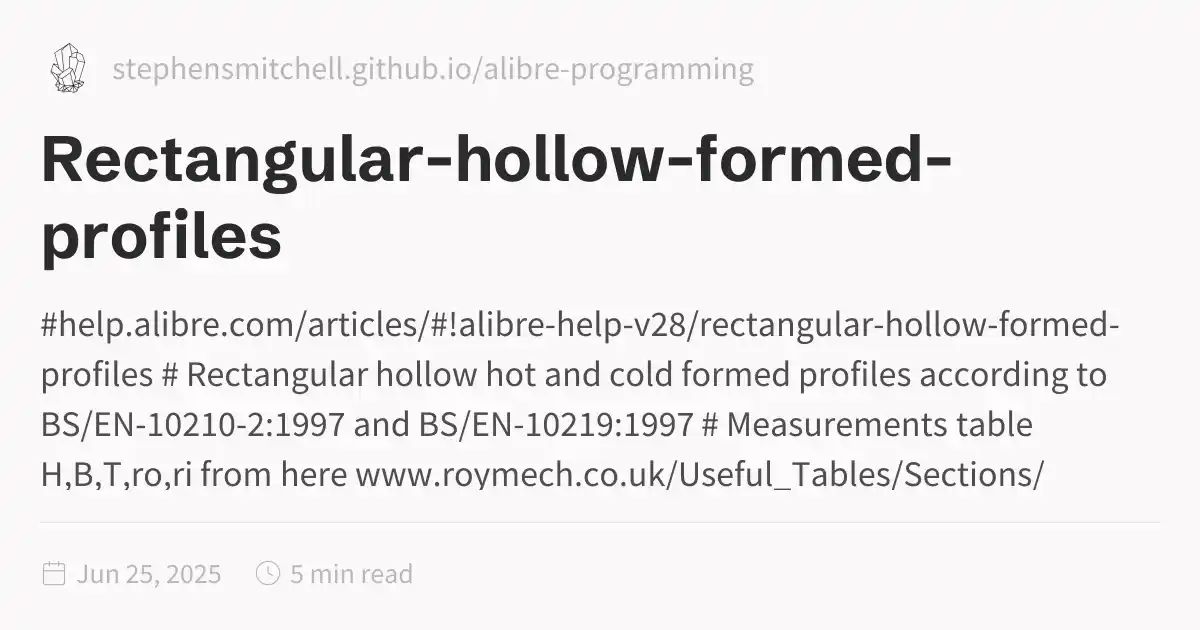 stephensmitchell.github.io/alibre-programming
Rectangular-hollow-formed-
profiles
#help.alibre.com/articles/#!alibre-help-v28/rectangular-hollow-formed-
profiles # Rectangular hollow hot and cold formed profiles according to
BS/EN-10210-2:1997 and BS/EN-10219:1997 # Measurements table
H,B,T,ro,ri from here www.roymech.co.uk/Useful_Tables/Sections/
Jun 25, 2025
5 min read